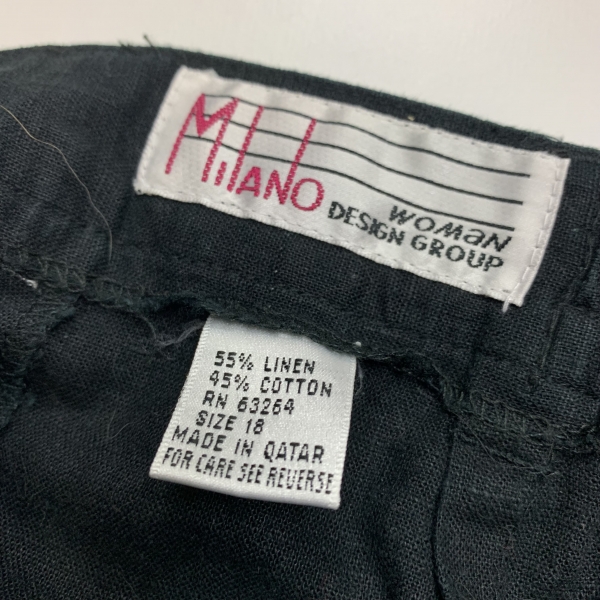 MilANO
WOMaN
DESIGN GROUP
55% LINEN
45% COTTON
RN 63264
SIZE 18
MADE IN QATAR
FOR CARE SEE REVERSE